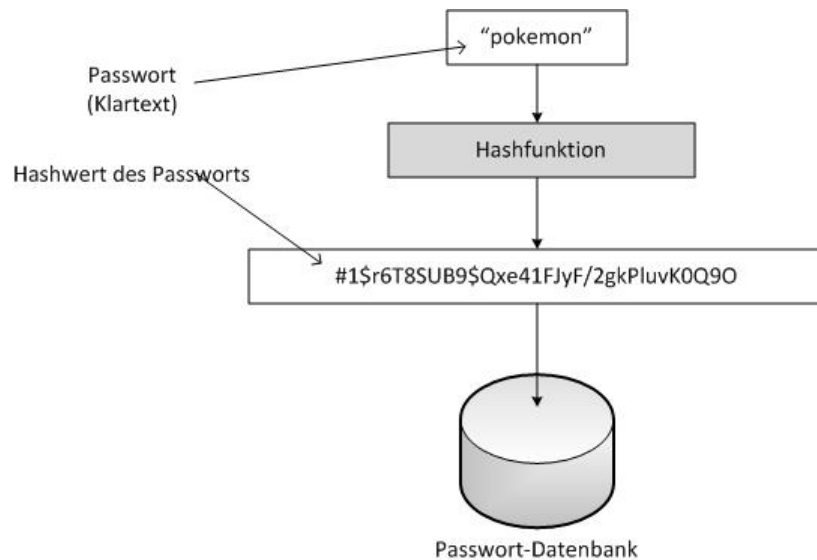 “pokemon”
Passwort
(Klartext)
Hashfunktion
Hashwert des Passworts
#1$r6T8SUB9$Qxe41FJyF/2gkPluvK0Q9O
Passwort-Datenbank